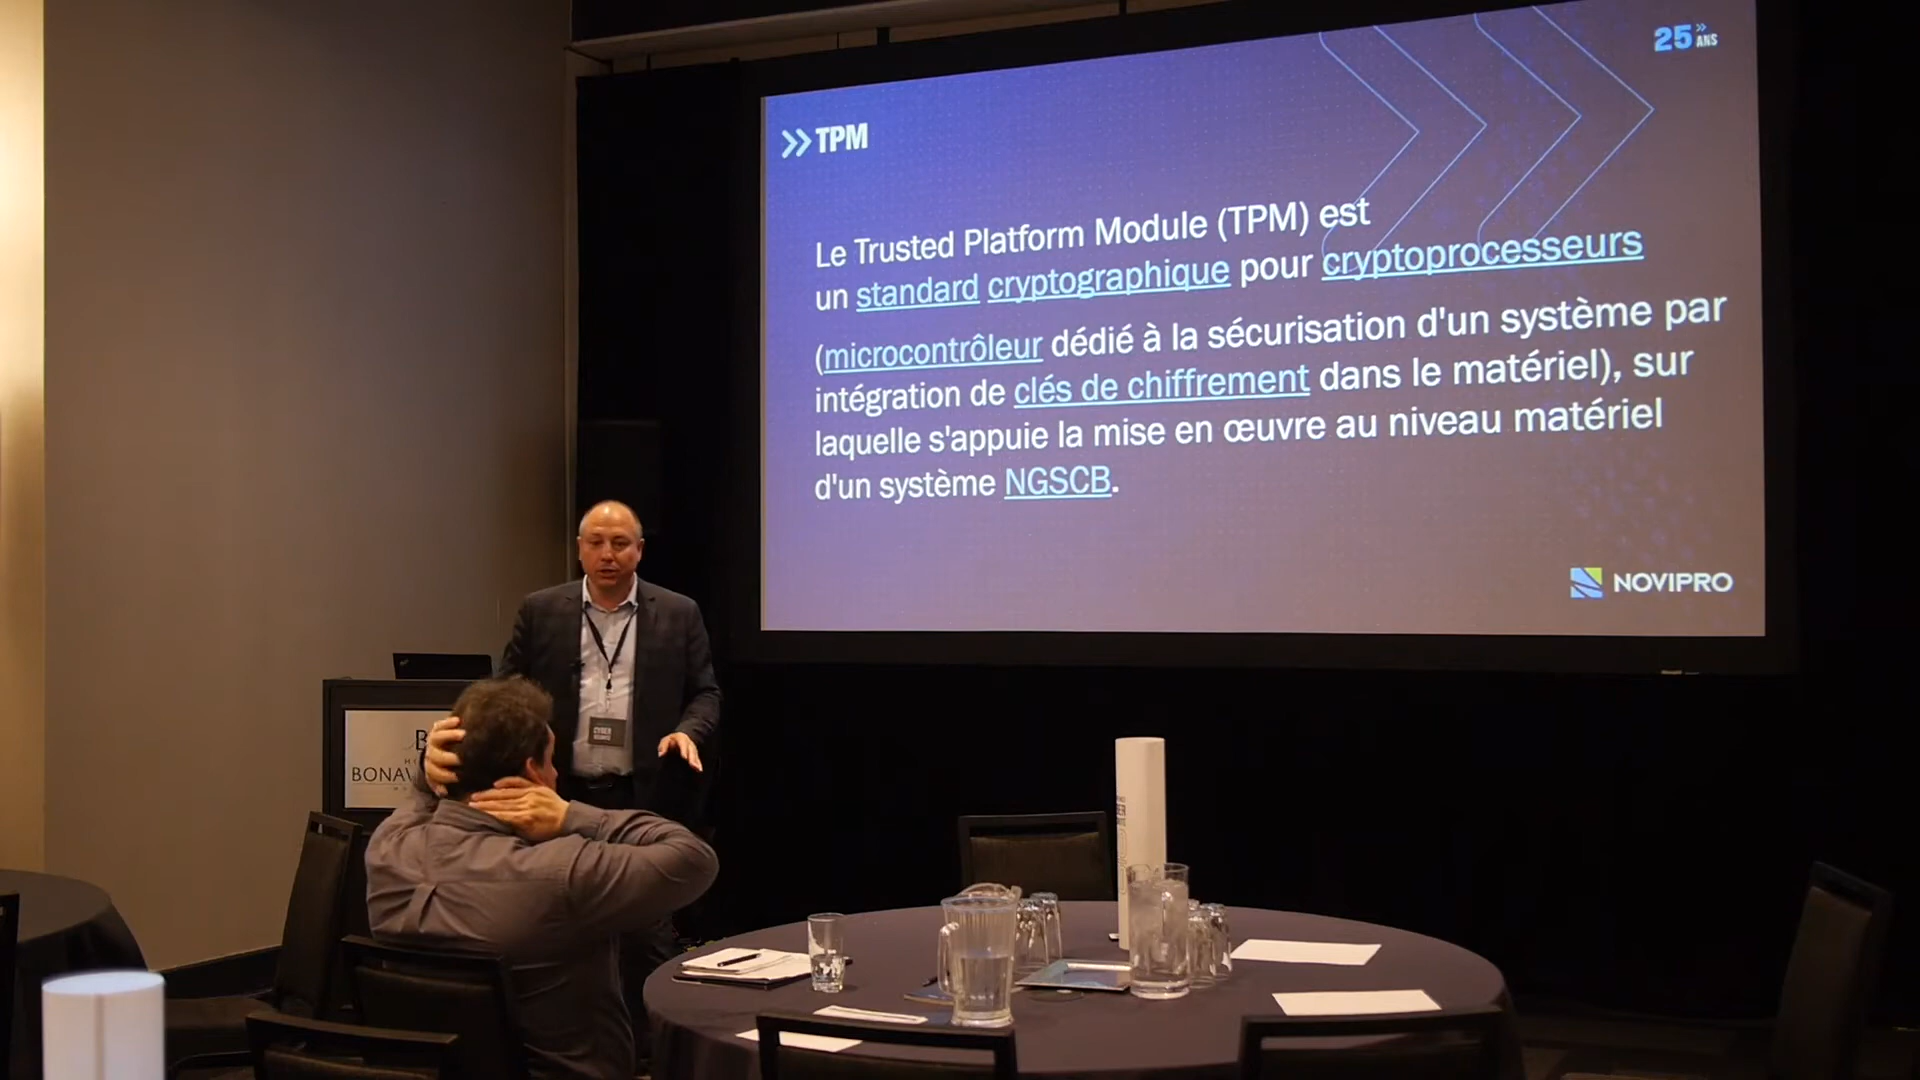 25 ANS
TPM
Le Trusted Platform Module (TPM) est
un standard cryptographique pour cryptoprocesseurs
(microcontrôleur dédié à la sécurisation d'un système par
intégration de clés de chiffrement dans le matériel), sur
laquelle s'appuie la mise en œuvre au niveau matériel
d'un système NGSCB.
NOVIPRO
CYBER